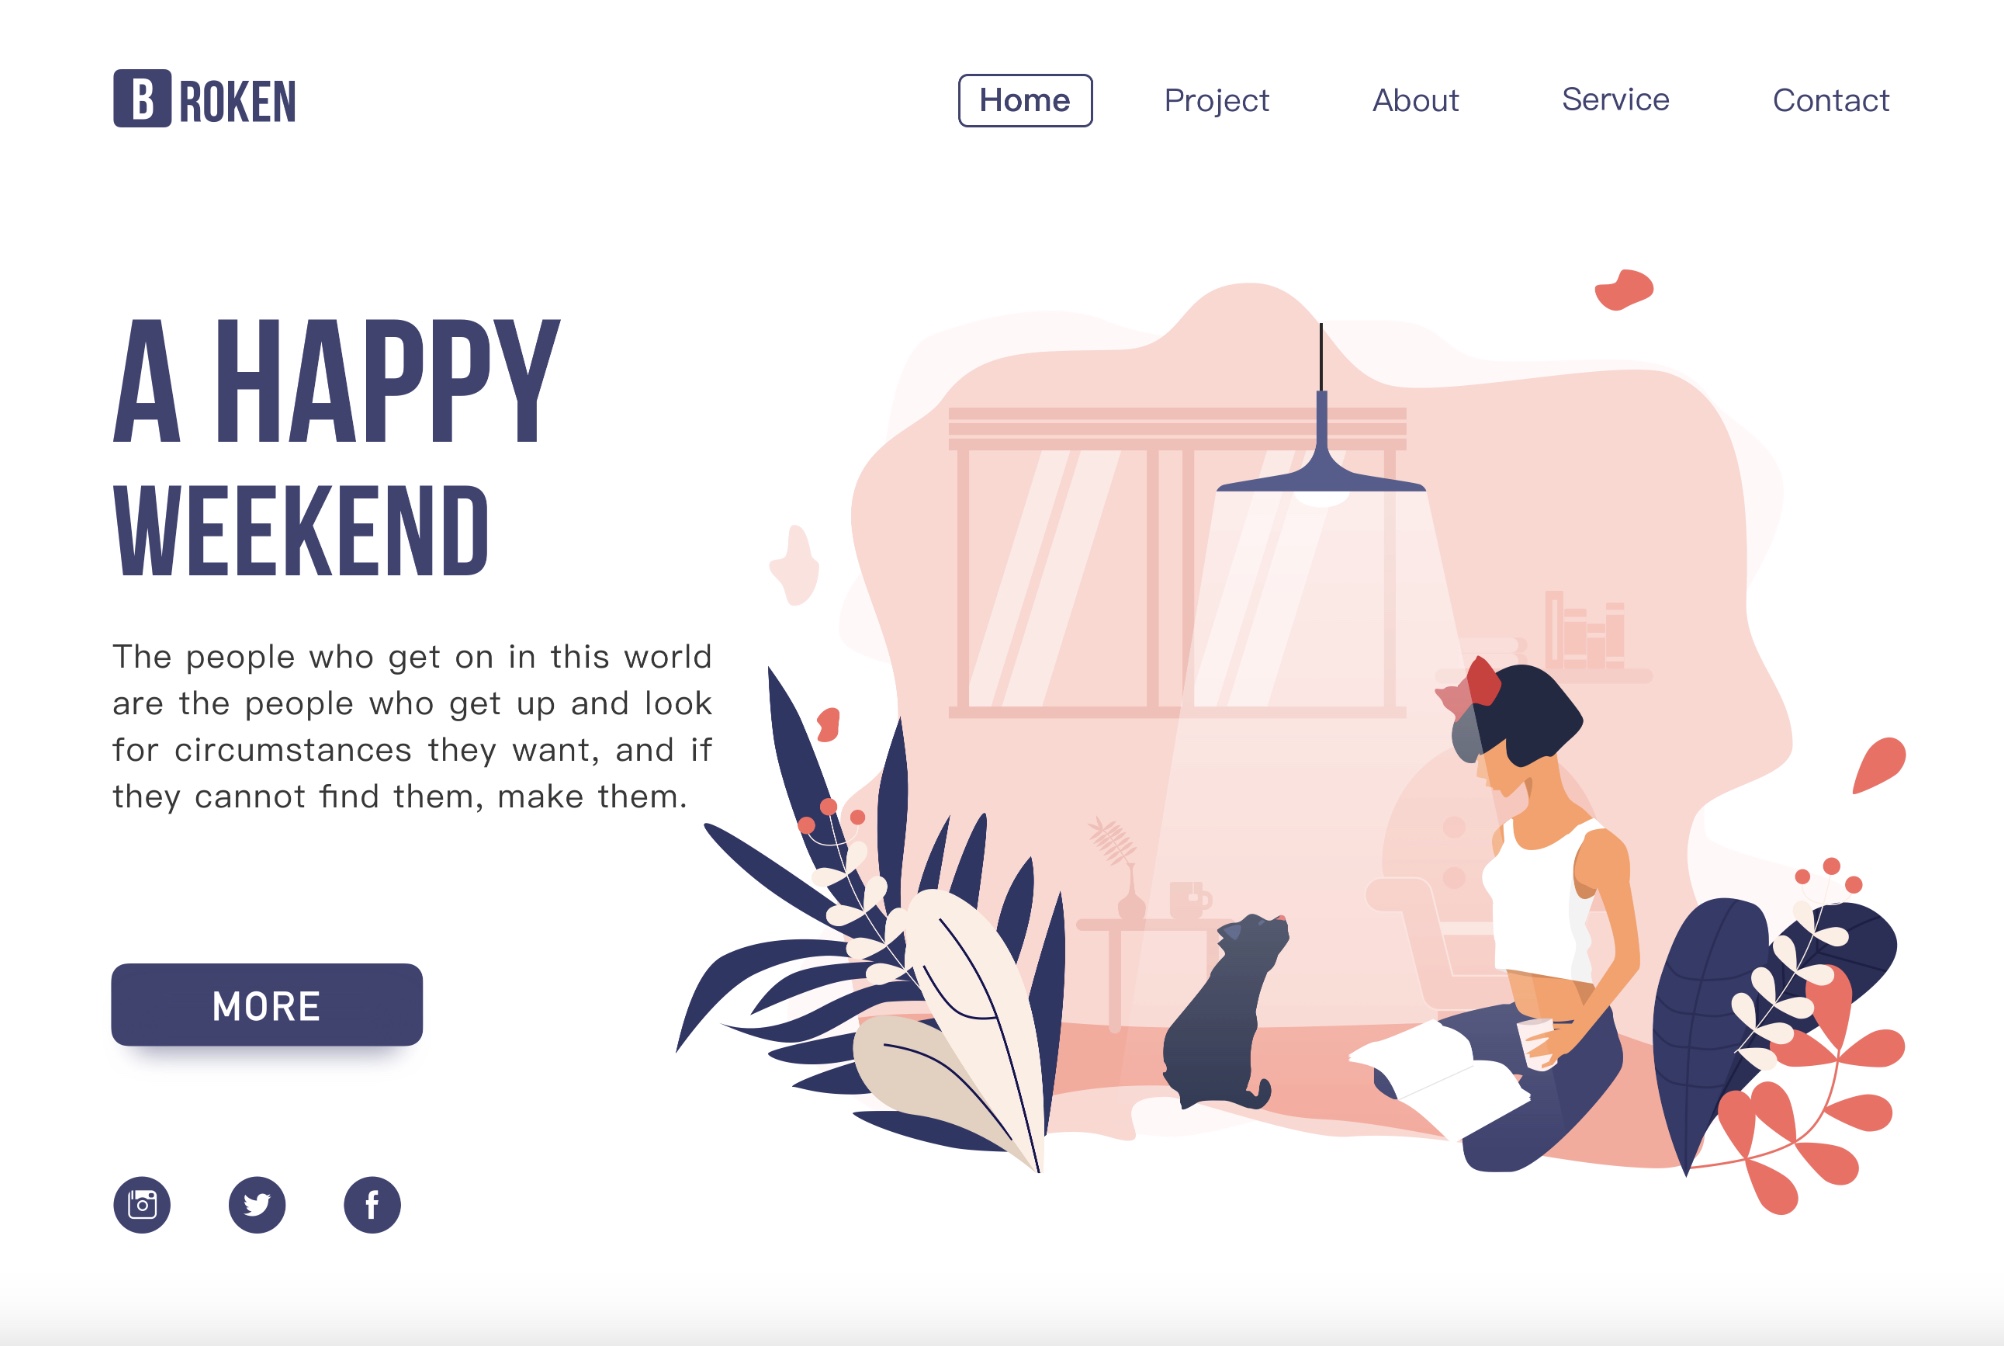 BROKEN
Home Project About Service Contact
A HAPPY
WEEKEND
The people who get on in this world
are the people who get up and look
for circumstances they want, and if
they cannot find them, make them.
MORE